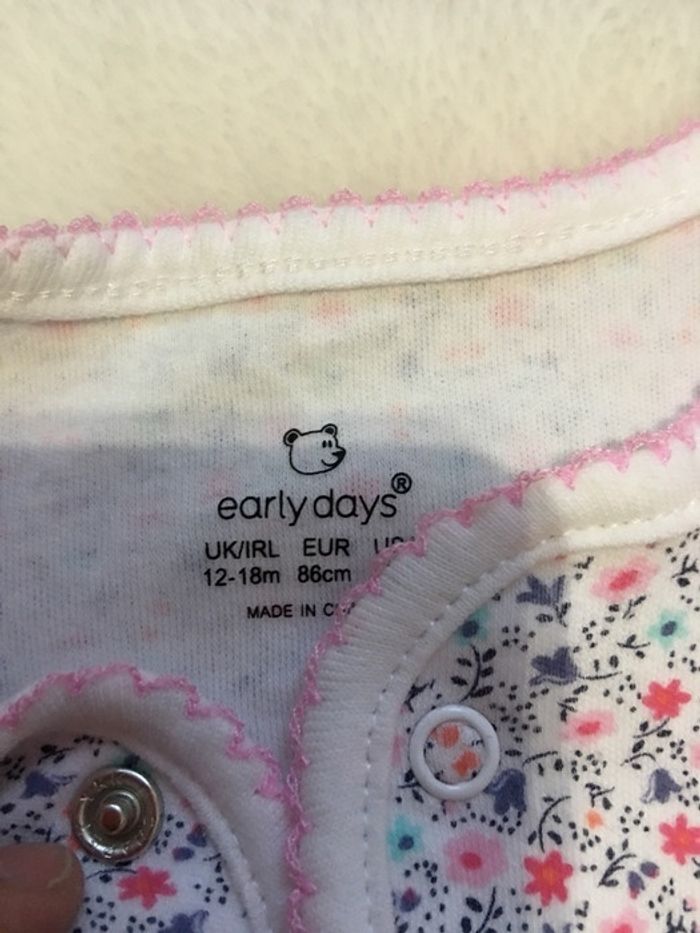 early days®
UK/IRL EUR
12-18m 86cm
MADE IN